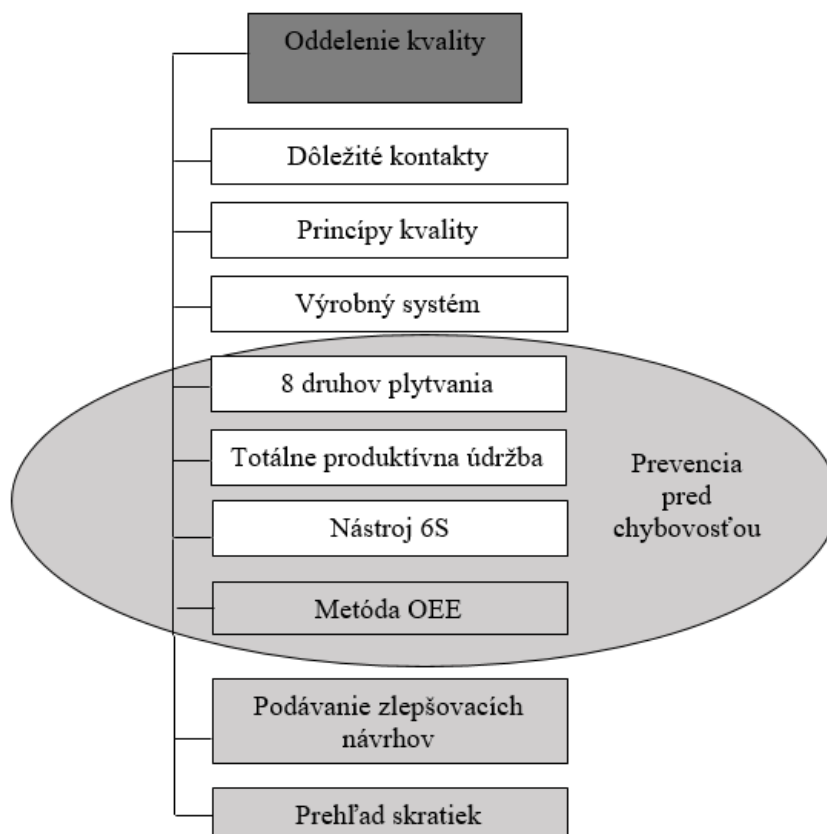 Oddelenie kvality
Dôležité kontakty
Princípy kvality
Výrobný systém
8 druhov plytvania
Totálne produktívna údržba
Nástroj 6S
Metóda OEE
Prevencia
pred
chybovosťou
Podávanie zlepšovacích
návrhov
Prehľad skratiek